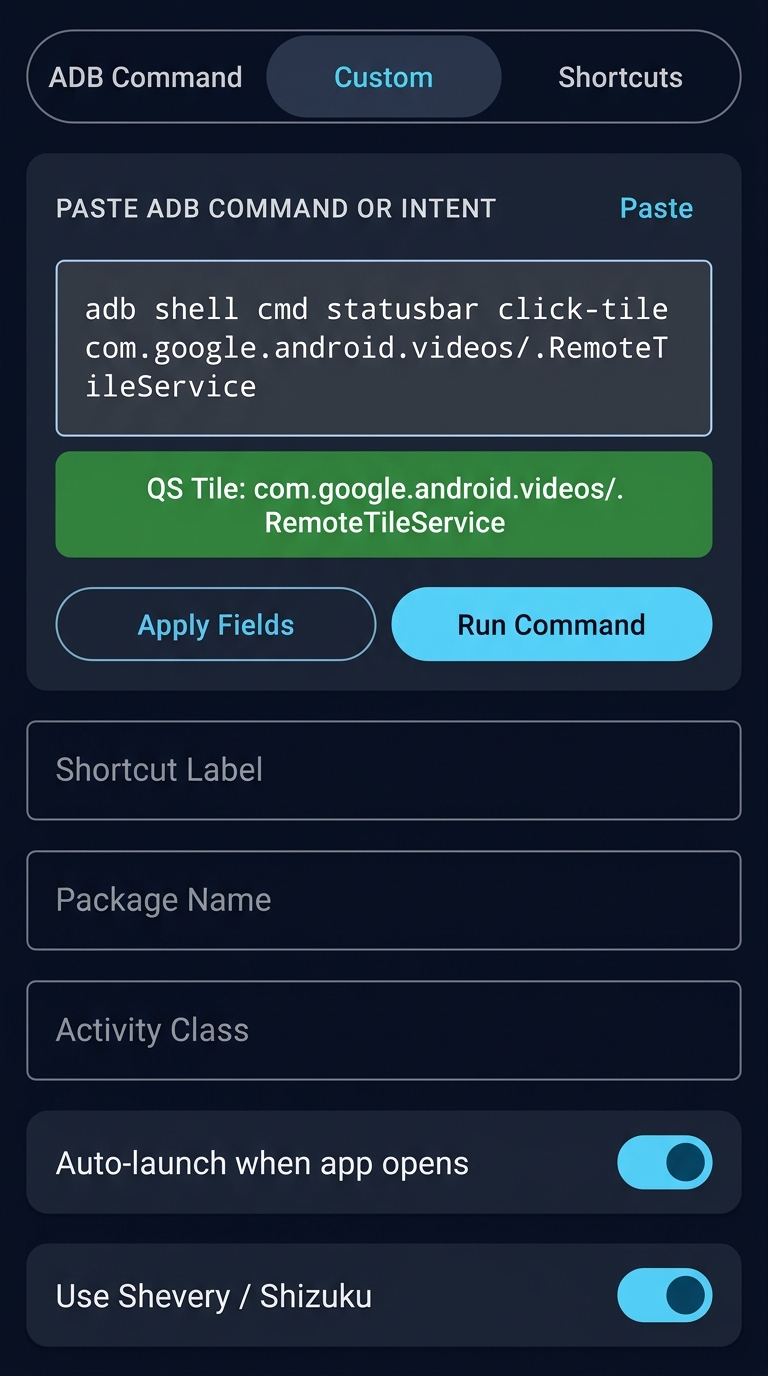 ADB Command
Custom
Shortcuts
PASTE ADB COMMAND OR INTENT
Paste
adb shell cmd statusbar click-tile
com.google.android.videos/.RemoteT
ileService
QS Tile: com.google.android.videos/.
RemoteTileService
Apply Fields
Run Command
Shortcut Label
Package Name
Activity Class
Auto-launch when app opens
Use Shevery / Shizuku